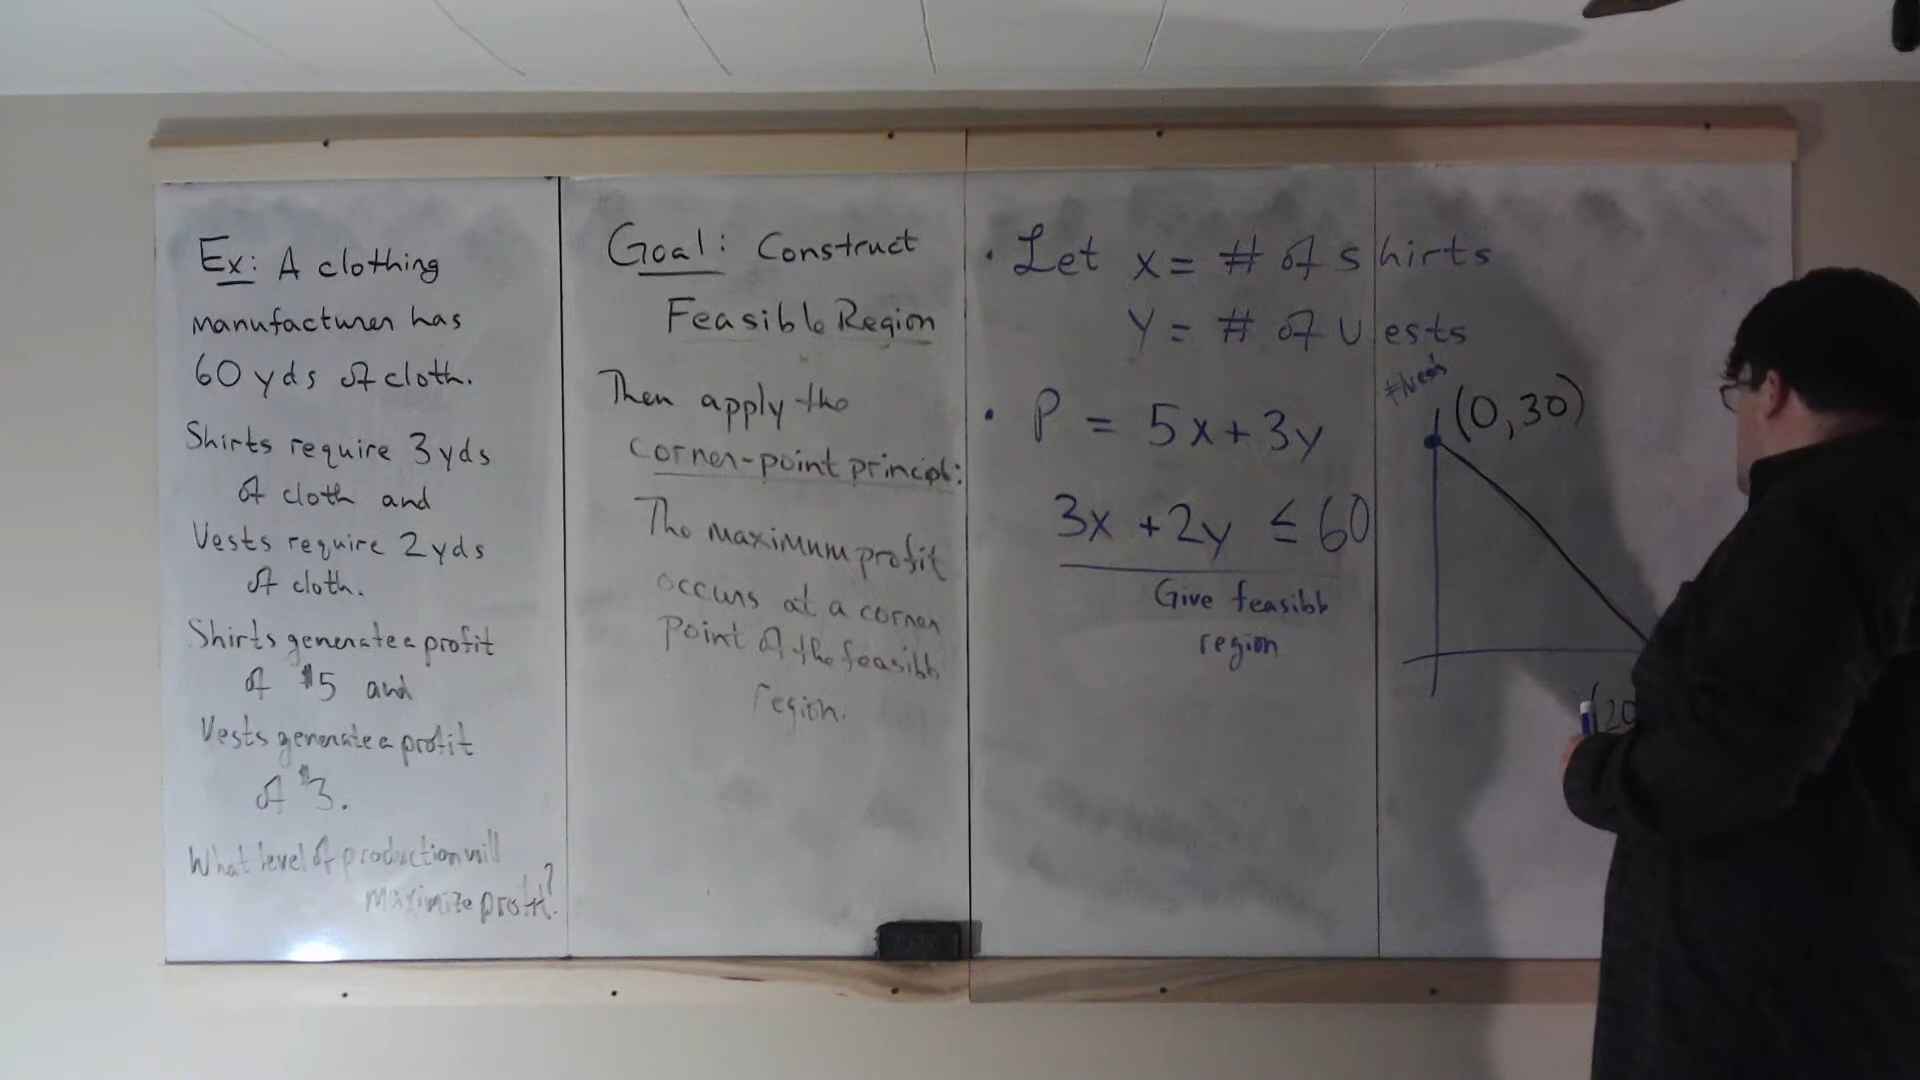 Ex: A clothing
manufacturer has
60 yds of cloth.
Shirts require 3 yds
of cloth and
Vests require 2 yds
of cloth.
Shirts generate a profit
of $5 and
Vests generate a profit
of $3.
What level of production will
maximize profit?
Goal: Construct
Feasible Region
Then apply the
corner-point principle:
The maximum profit
occurs at a corner
point of the feasible
region.
• Let x = # of shirts
y = # of vests
• P = 5x + 3y
3x + 2y ≤ 60
Give feasible
region
(0,30)
(20